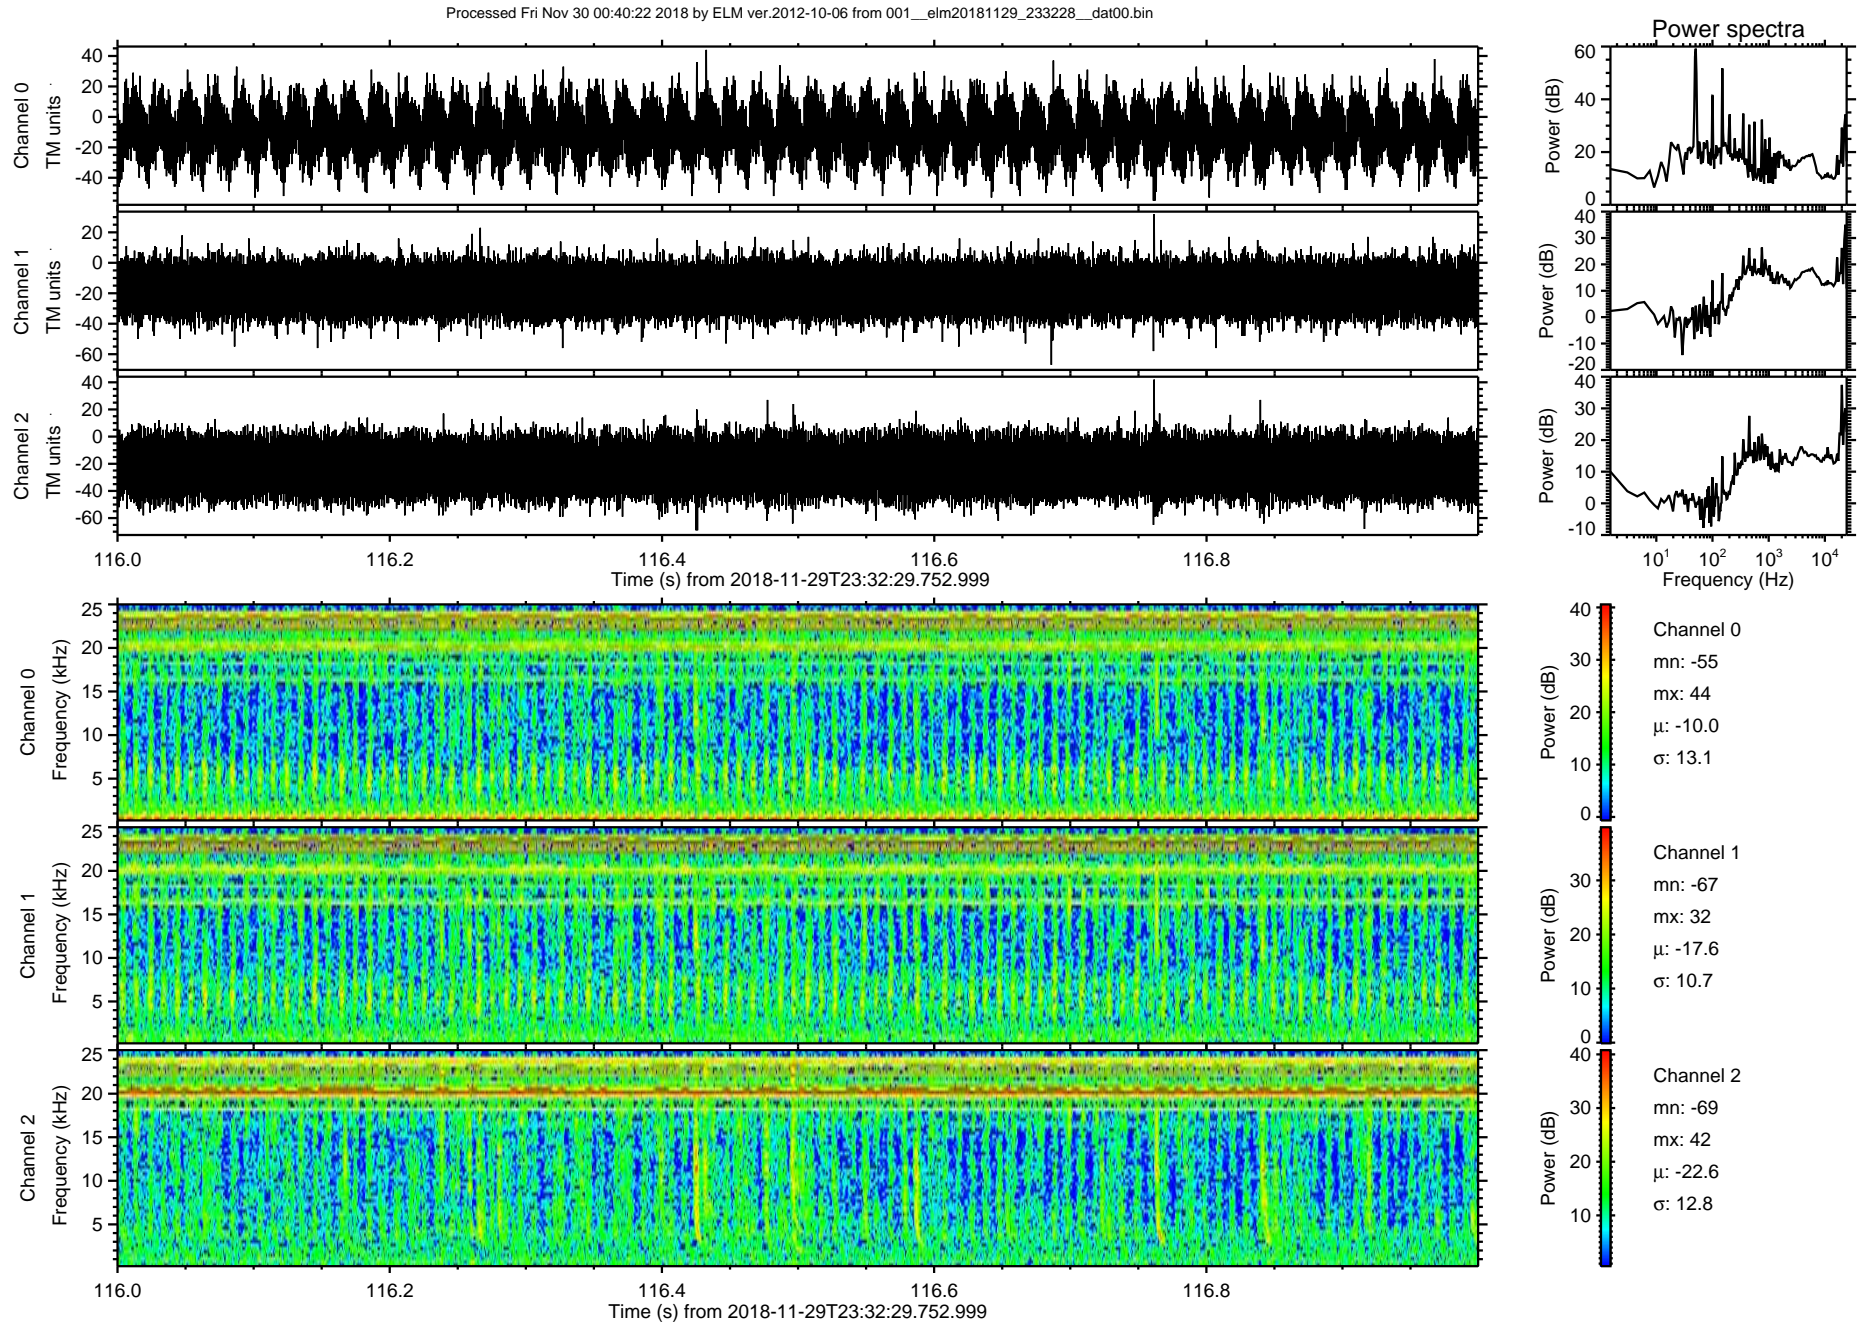 Processed Fri Nov 30 00:40:22 2018 by ELM ver.2012-10-06 from 001__elm20181129_233228__dat00.bin
Power spectra
Channel 0
TM units
40
20
0
-20
-40
Power (dB)
60
40
20
0
Channel 1
TM units
20
0
-20
-40
-60
Power (dB)
40
30
20
10
0
-10
-20
Channel 2
TM units
40
20
0
-20
-40
-60
Power (dB)
40
30
20
10
0
-10
116.0 116.2 116.4 116.6 116.8
Time (s) from 2018-11-29T23:32:29.752.999
10¹ 10² 10³ 10⁴
Frequency (Hz)
Channel 0
Frequency (kHz)
25
20
15
10
5
Power (dB)
40
30
20
10
0
Channel 0
mn: -55
mx: 44
μ: -10.0
σ: 13.1
Channel 1
Frequency (kHz)
25
20
15
10
5
Power (dB)
30
20
10
0
Channel 1
mn: -67
mx: 32
μ: -17.6
σ: 10.7
Channel 2
Frequency (kHz)
25
20
15
10
5
Power (dB)
40
30
20
10
Channel 2
mn: -69
mx: 42
μ: -22.6
σ: 12.8
116.0 116.2 116.4 116.6 116.8
Time (s) from 2018-11-29T23:32:29.752.999